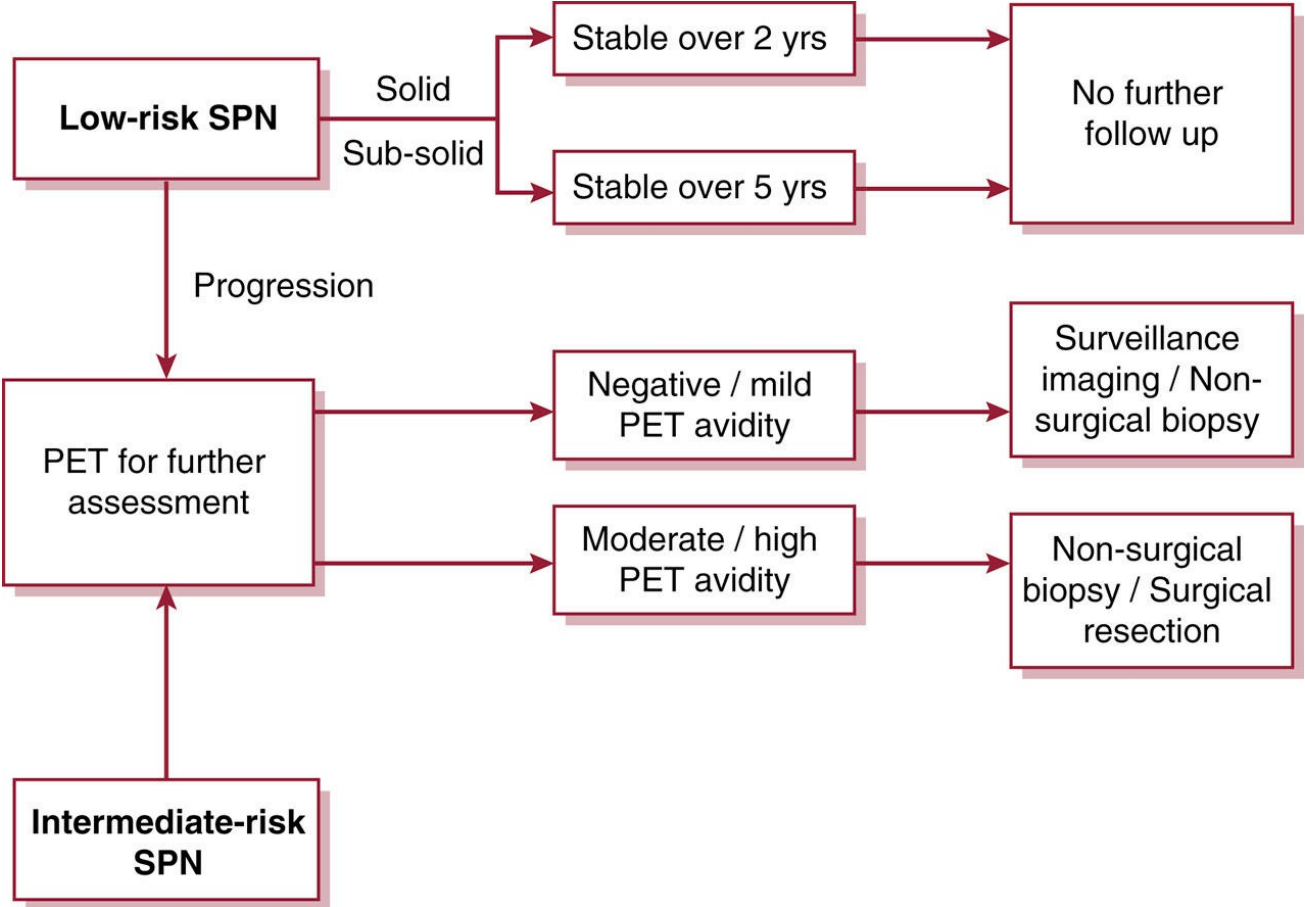 Low-risk SPN
Solid
Sub-solid
Stable over 2 yrs
Stable over 5 yrs
No further
follow up
Progression
PET for further
assessment
Negative / mild
PET avidity
Surveillance
imaging / Non-
surgical biopsy
Moderate / high
PET avidity
Non-surgical
biopsy / Surgical
resection
Intermediate-risk
SPN